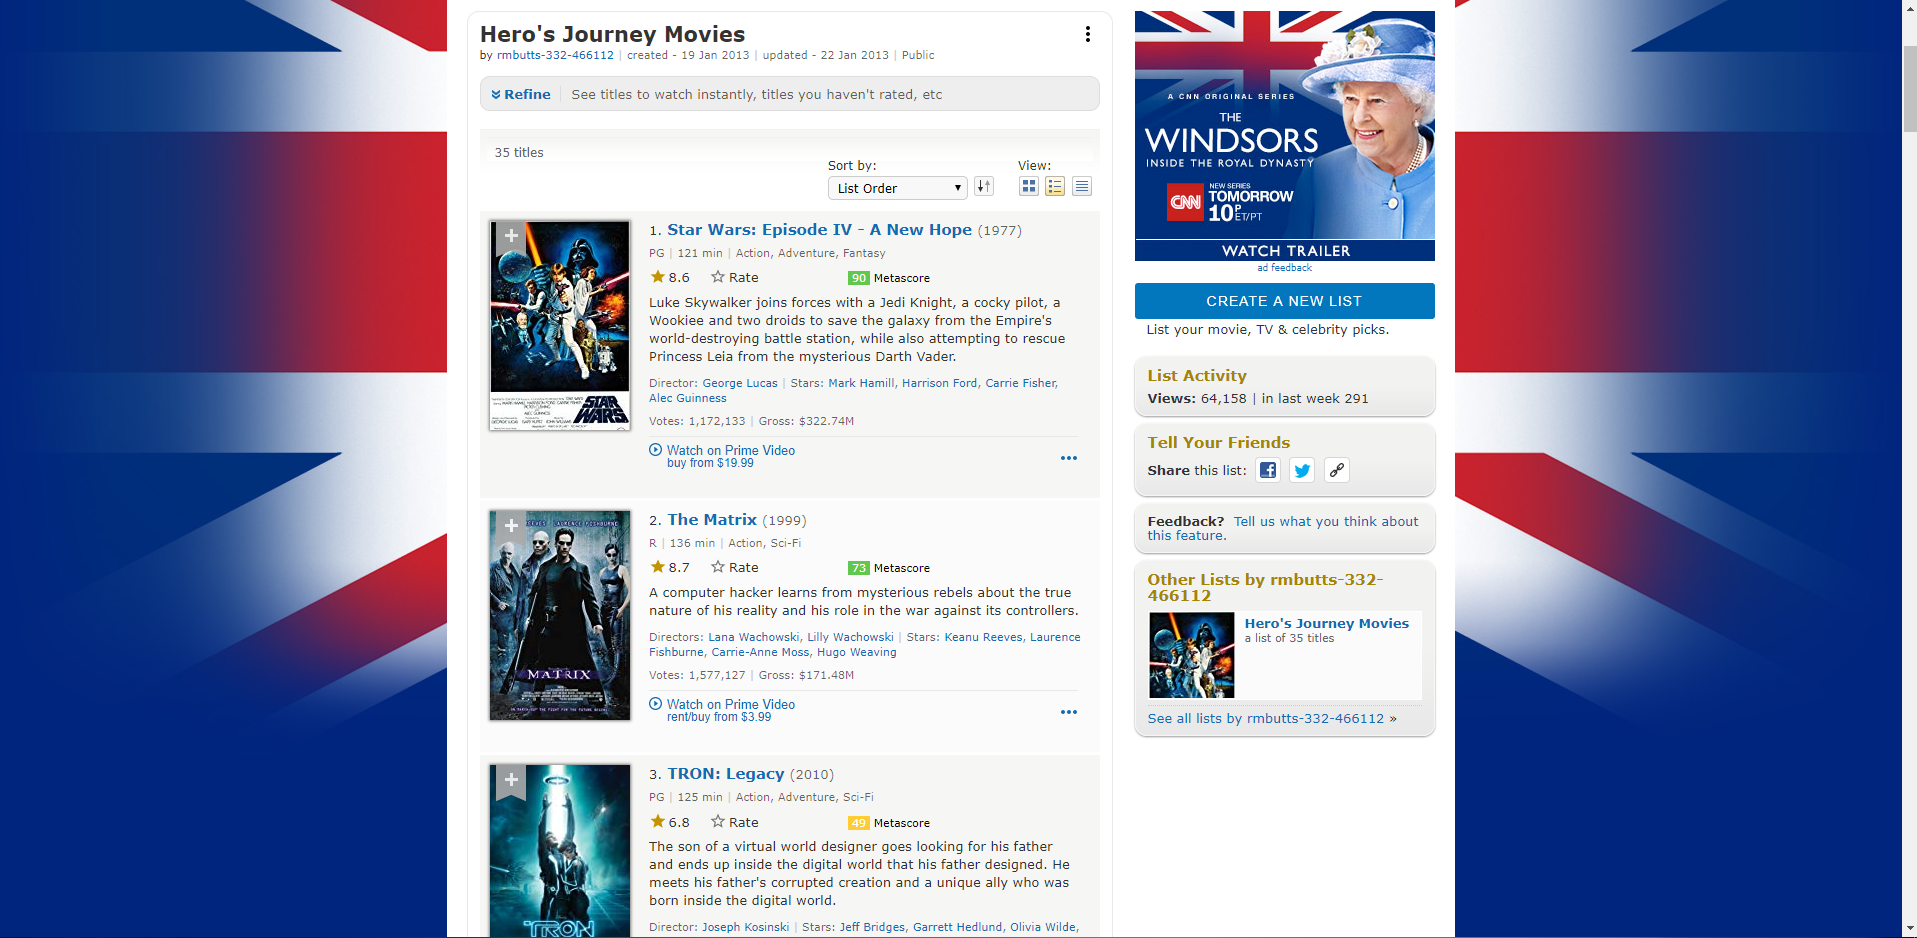 Hero's Journey Movies
by rmbutts-332-466112 | created - 19 Jan 2013 | updated - 22 Jan 2013 | Public
Refine See titles to watch instantly, titles you haven't rated, etc
35 titles
Sort by:
View:
List Order
1. Star Wars: Episode IV - A New Hope (1977)
PG | 121 min | Action, Adventure, Fantasy
8.6 Rate 90 Metascore
Luke Skywalker joins forces with a Jedi Knight, a cocky pilot, a
Wookiee and two droids to save the galaxy from the Empire's
world-destroying battle station, while also attempting to rescue
Princess Leia from the mysterious Darth Vader.
Director: George Lucas | Stars: Mark Hamill, Harrison Ford, Carrie Fisher,
Alec Guinness
Votes: 1,172,133 | Gross: $322.74M
Watch on Prime Video
buy from $19.99
STAR
WARS
2. The Matrix (1999)
R | 136 min | Action, Sci-Fi
8.7 Rate 73 Metascore
A computer hacker learns from mysterious rebels about the true
nature of his reality and his role in the war against its controllers.
Directors: Lana Wachowski, Lilly Wachowski | Stars: Keanu Reeves, Laurence
Fishburne, Carrie-Anne Moss, Hugo Weaving
Votes: 1,577,127 | Gross: $171.48M
Watch on Prime Video
rent/buy from $3.99
LAURENCE FISHBURNE
MATRIX
3. TRON: Legacy (2010)
PG | 125 min | Action, Adventure, Sci-Fi
6.8 Rate 49 Metascore
The son of a virtual world designer goes looking for his father
and ends up inside the digital world that his father designed. He
meets his father's corrupted creation and a unique ally who was
born inside the digital world.
Director: Joseph Kosinski | Stars: Jeff Bridges, Garrett Hedlund, Olivia Wilde,
TRON
A CNN ORIGINAL SERIES
THE
WINDSORS
INSIDE THE ROYAL DYNASTY
CNN
NEW SERIES
TOMORROW
10P ET/PT
WATCH TRAILER
ad feedback
CREATE A NEW LIST
List your movie, TV & celebrity picks.
List Activity
Views: 64,158 | in last week 291
Tell Your Friends
Share this list:
Feedback? Tell us what you think about
this feature.
Other Lists by rmbutts-332-
466112
Hero's Journey Movies
a list of 35 titles
See all lists by rmbutts-332-466112 »